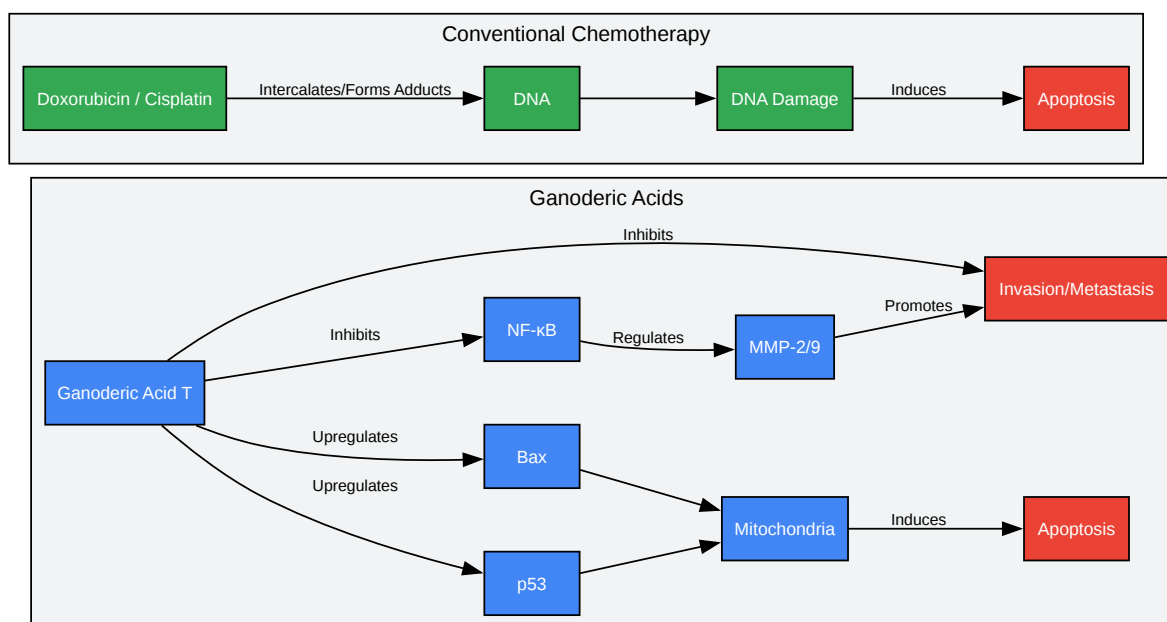 Conventional Chemotherapy
Doxorubicin / Cisplatin
Intercalates/Forms Adducts
DNA
DNA Damage
Induces
Apoptosis
Ganoderic Acids
Inhibits
Invasion/Metastasis
Promotes
NF-κB
Inhibits
Regulates
MMP-2/9
Ganoderic Acid T
Upregulates
Bax
Upregulates
Mitochondria
Induces
Apoptosis
p53